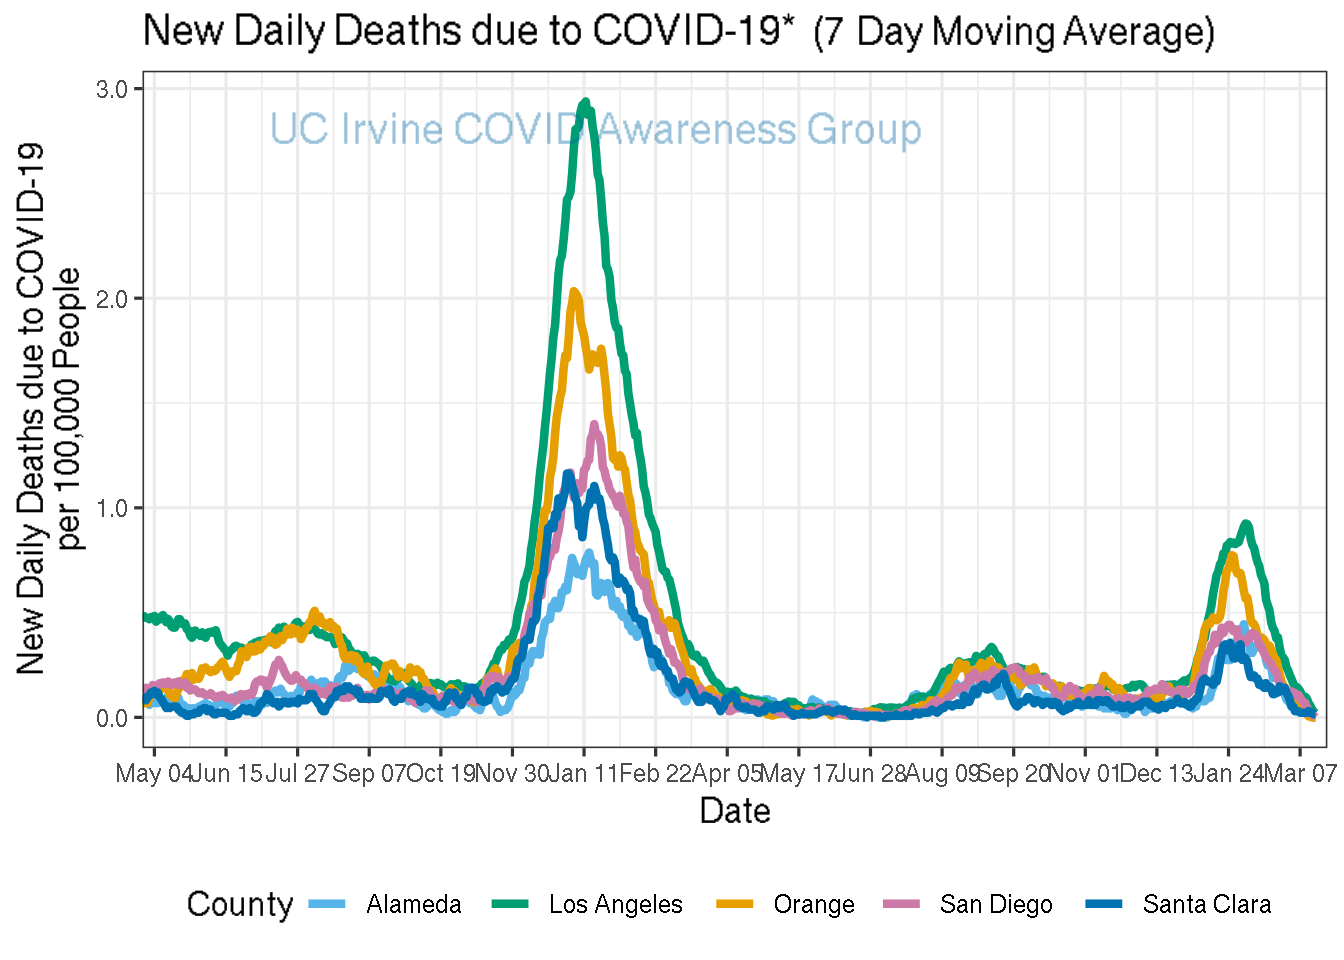 New Daily Deaths due to COVID-19* (7 Day Moving Average)
UC Irvine COVID Awareness Group
New Daily Deaths due to COVID-19
per 100,000 People
3.0
2.0
1.0
0.0
May 04 Jun 15 Jul 27 Sep 07 Oct 19 Nov 30 Jan 11 Feb 22 Apr 05 May 17 Jun 28 Aug 09 Sep 20 Nov 01 Dec 13 Jan 24 Mar 07
Date
County Alameda Los Angeles Orange San Diego Santa Clara